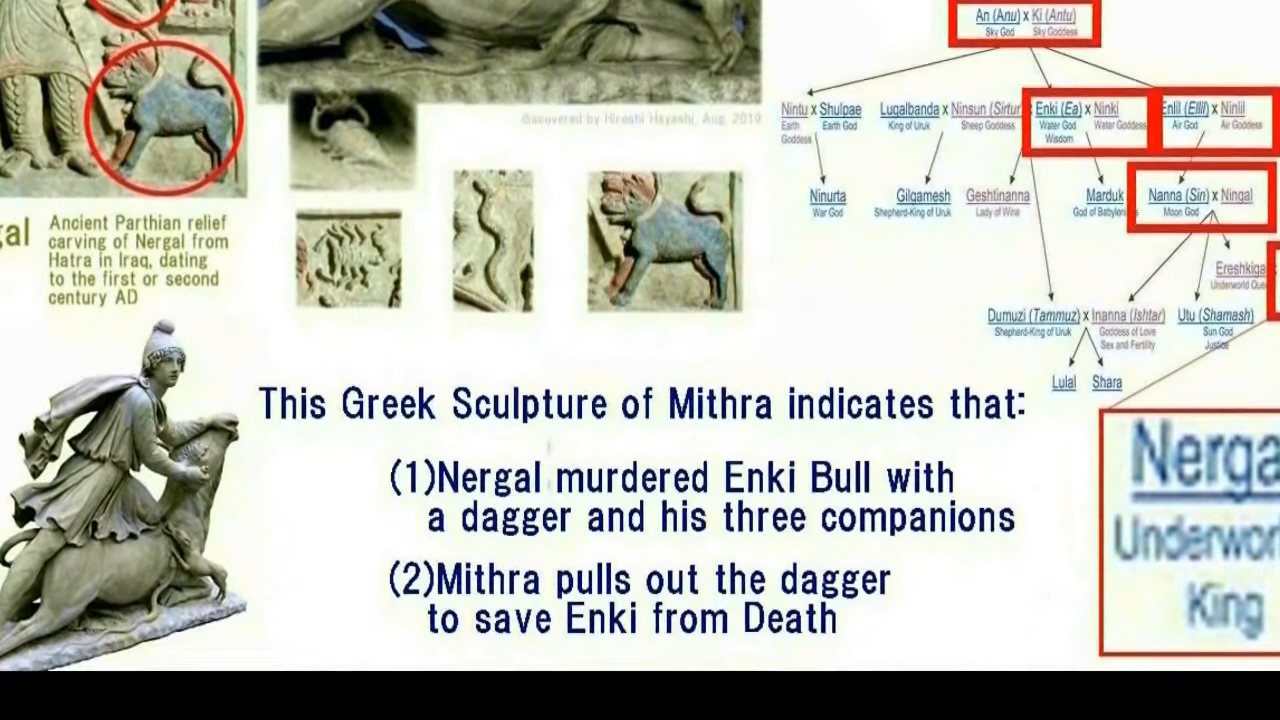 An (Anu) x Ki (Antu)
Sky God Sky Goddess
discovered by Hiroshi Hayashi, Aug. 2019
Nintu x Shulpae Lugalbanda x Ninsun (Sirtur) Enki (Ea) x Ninki Enlil (Ellil) x Ninlil
Earth Goddess Earth God King of Uruk Sheep Goddess Water God Wisdom Water Goddess Air God Air Goddess
Ninurta Gilgamesh Geshtinanna Marduk Nanna (Sin) x Ningal
War God Shepherd-King of Uruk Lady of Wine God of Babylon Moon God
gal
Ancient Parthian relief
carving of Nergal from
Hatra in Iraq, dating
to the first or second
century AD
Ereshkiga
Underworld Que
Dumuzi (Tammuz) x Inanna (Ishtar) Utu (Shamash)
Shepherd-King of Uruk Goddess of Love Sun God
Sex and Fertility Justice
Lulal Shara
This Greek Sculpture of Mithra indicates that:
(1)Nergal murdered Enki Bull with
a dagger and his three companions
(2)Mithra pulls out the dagger
to save Enki from Death
Nerga
Underwor
King